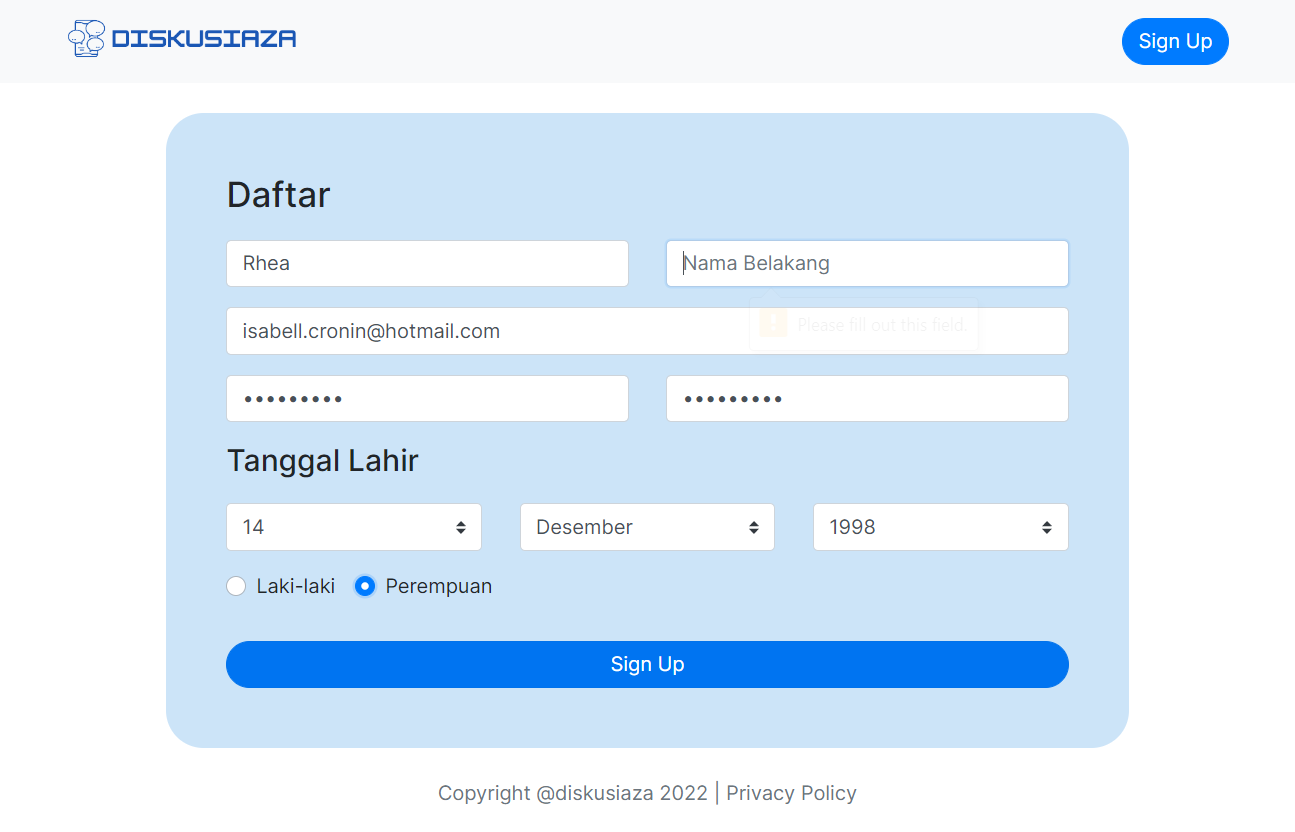 DISKUSIAZA
Sign Up
Daftar
Rhea
Nama Belakang
Please fill out this field.
isabell.cronin@hotmail.com
••••••••• •••••••••
Tanggal Lahir
14
Desember
1998
Laki-laki
Perempuan
Sign Up
Copyright @diskusiaza 2022 | Privacy Policy